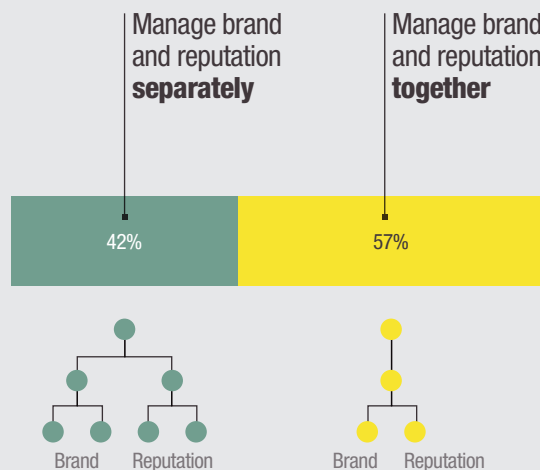 Manage brand
and reputation
separately
Manage brand
and reputation
together
42%
57%
Brand
Reputation
Brand
Reputation